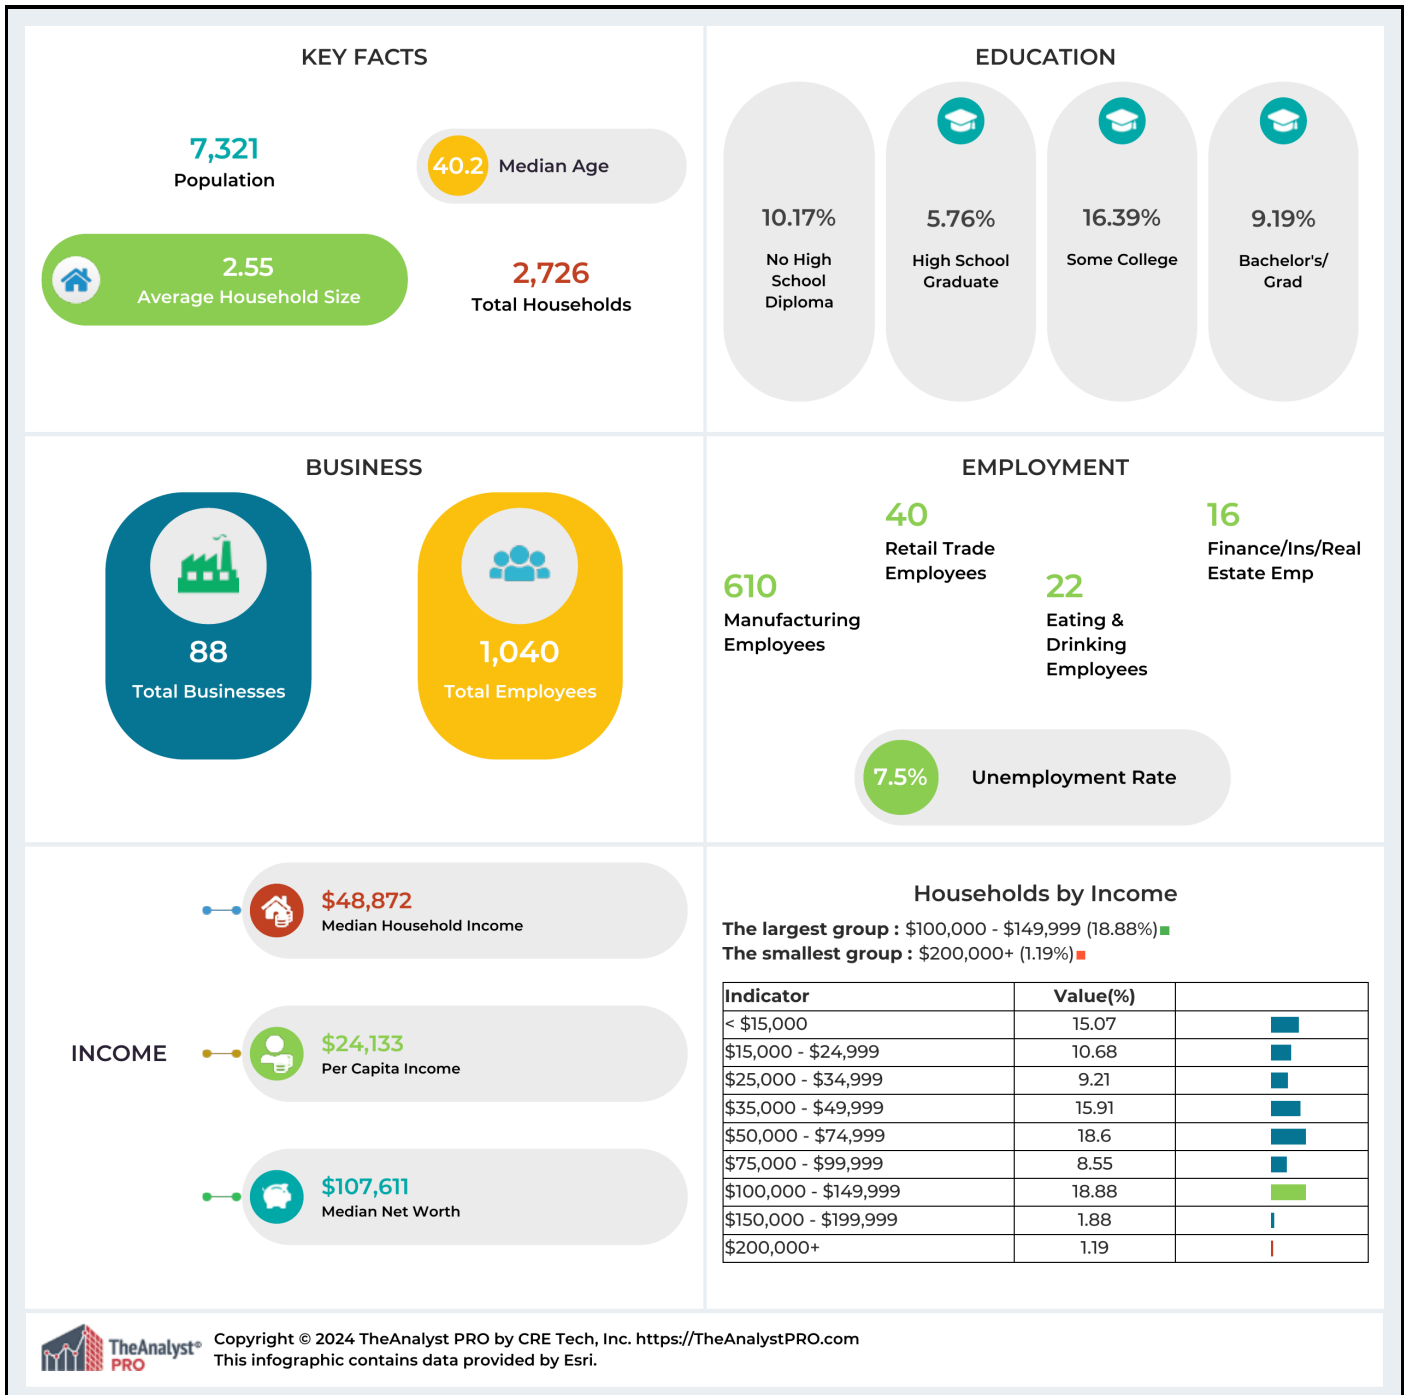 KEY FACTS
7,321
Population
40.2 Median Age
2.55
Average Household Size
2,726
Total Households
EDUCATION
10.17%
No High
School
Diploma
5.76%
High School
Graduate
16.39%
Some College
9.19%
Bachelor's/
Grad
BUSINESS
88
Total Businesses
1,040
Total Employees
EMPLOYMENT
610
Manufacturing
Employees
40
Retail Trade
Employees
22
Eating &
Drinking
Employees
16
Finance/Ins/Real
Estate Emp
7.5% Unemployment Rate
INCOME
$48,872
Median Household Income
$24,133
Per Capita Income
$107,611
Median Net Worth
Households by Income
The largest group : $100,000 - $149,999 (18.88%)
The smallest group : $200,000+ (1.19%)
Indicator Value(%)
< $15,000 15.07
$15,000 - $24,999 10.68
$25,000 - $34,999 9.21
$35,000 - $49,999 15.91
$50,000 - $74,999 18.6
$75,000 - $99,999 8.55
$100,000 - $149,999 18.88
$150,000 - $199,999 1.88
$200,000+ 1.19
TheAnalyst®
PRO
Copyright © 2024 TheAnalyst PRO by CRE Tech, Inc. https://TheAnalystPRO.com
This infographic contains data provided by Esri.